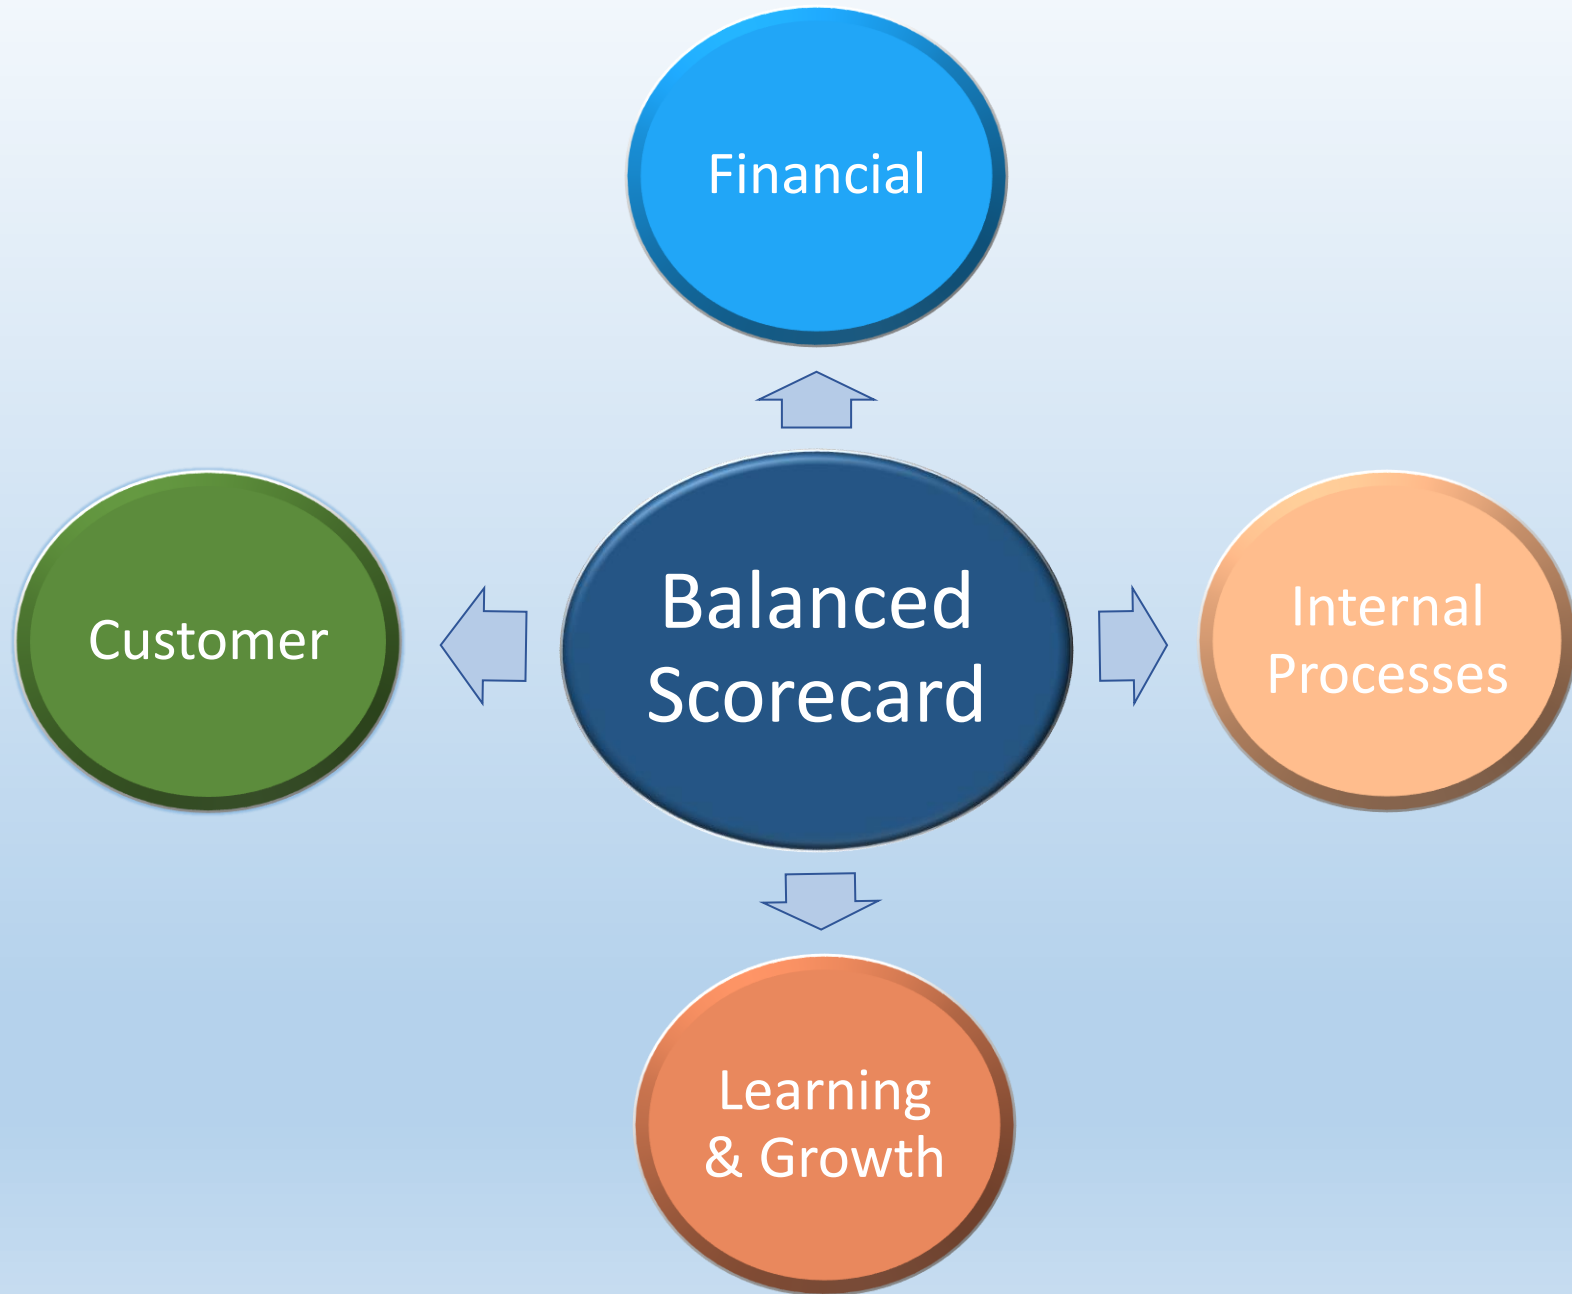 Financial
Customer
Balanced
Scorecard
Internal
Processes
Learning
& Growth